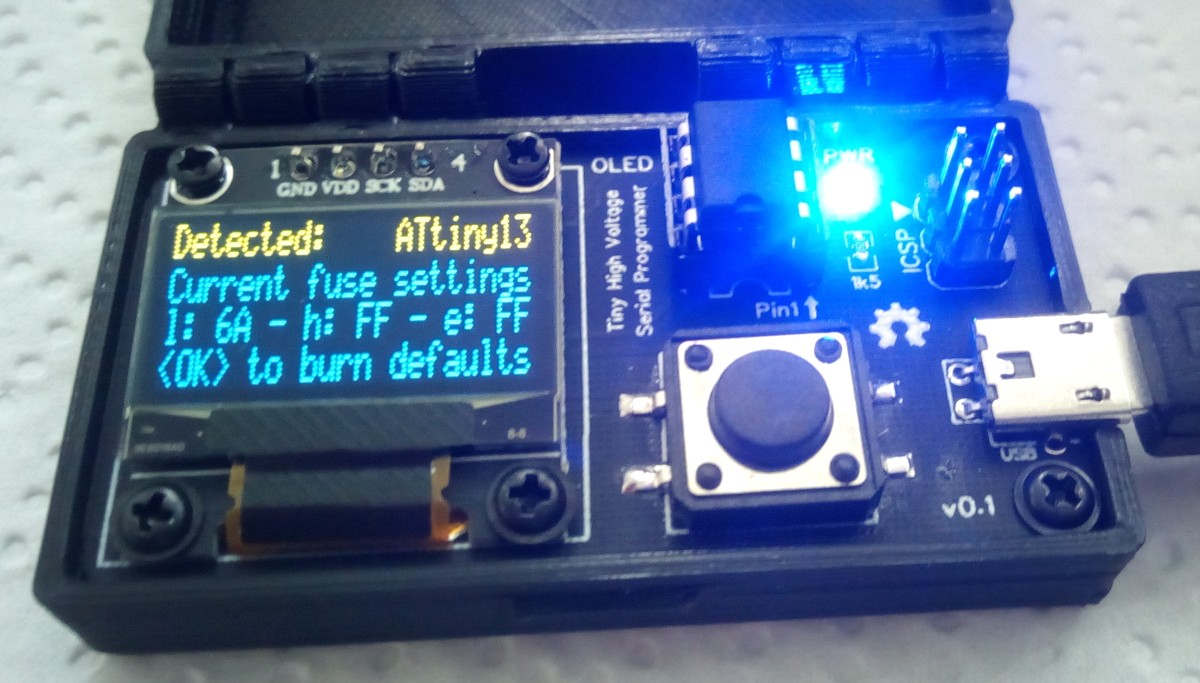 1 4
GND VDD SCK SDA
OLED
Detected: ATtiny13
Current fuse settings
l: 6A - h: FF - e: FF
<OK> to burn defaults
Tiny High Voltage
Serial Programmer
PWR
1k5
ICSP
Pin1
USB
v0.1